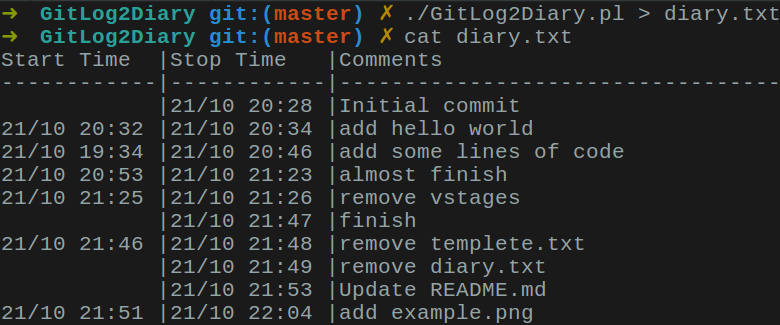 ➜  GitLog2Diary git:(master) ✗ ./GitLog2Diary.pl > diary.txt
➜  GitLog2Diary git:(master) ✗ cat diary.txt
Start Time  |Stop Time   |Comments
------------|------------|----------------------------------
            |21/10 20:28 |Initial commit
21/10 20:32 |21/10 20:34 |add hello world
21/10 19:34 |21/10 20:46 |add some lines of code
21/10 20:53 |21/10 21:23 |almost finish
21/10 21:25 |21/10 21:26 |remove vstages
            |21/10 21:47 |finish
21/10 21:46 |21/10 21:48 |remove templete.txt
            |21/10 21:49 |remove diary.txt
            |21/10 21:53 |Update README.md
21/10 21:51 |21/10 22:04 |add example.png